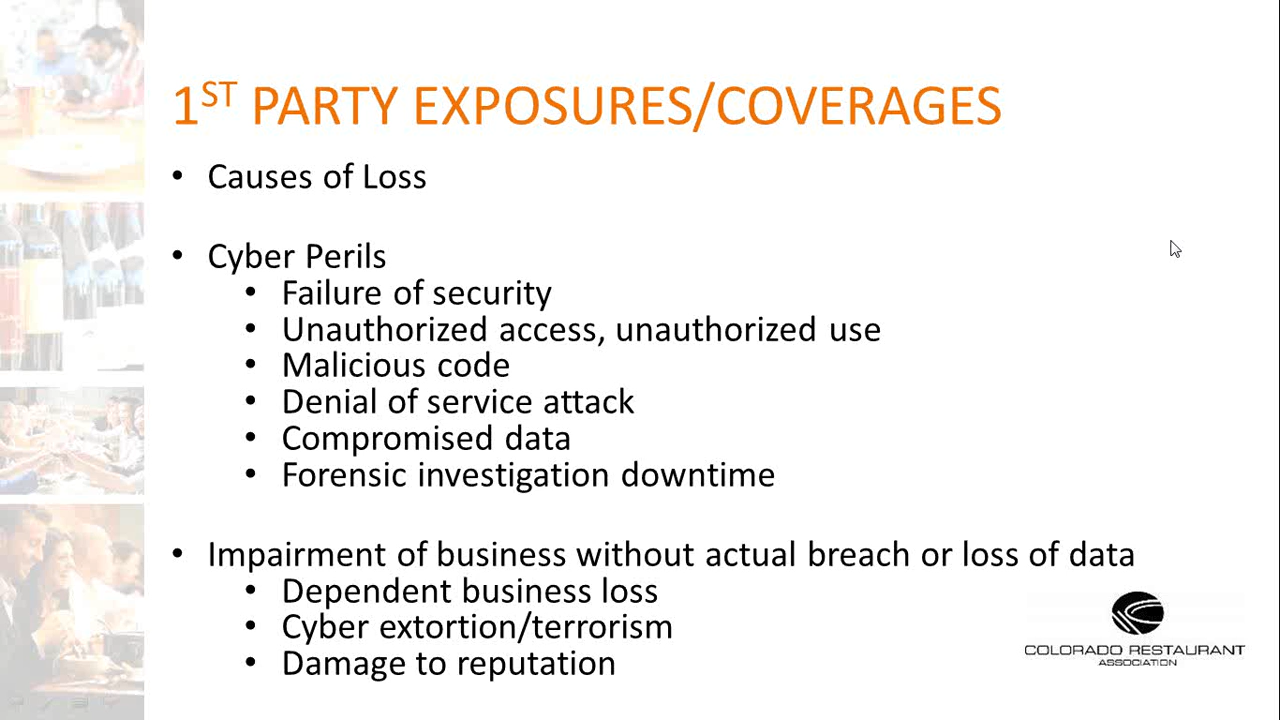 1ST PARTY EXPOSURES/COVERAGES
• Causes of Loss
• Cyber Perils
• Failure of security
• Unauthorized access, unauthorized use
• Malicious code
• Denial of service attack
• Compromised data
• Forensic investigation downtime
• Impairment of business without actual breach or loss of data
• Dependent business loss
• Cyber extortion/terrorism
• Damage to reputation
COLORADO RESTAURANT
ASSOCIATION